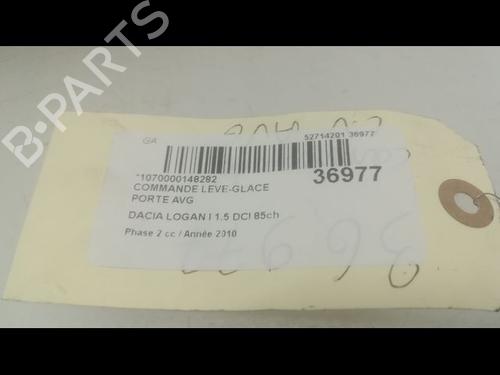 B-PARTS
GA
52714201 36977
*1070000148282
36977
COMMANDE LEVE-GLACE
PORTE AVG
DACIA LOGAN I 1.5 DCI 85ch
Phase 2 cc / Année 2010
36977